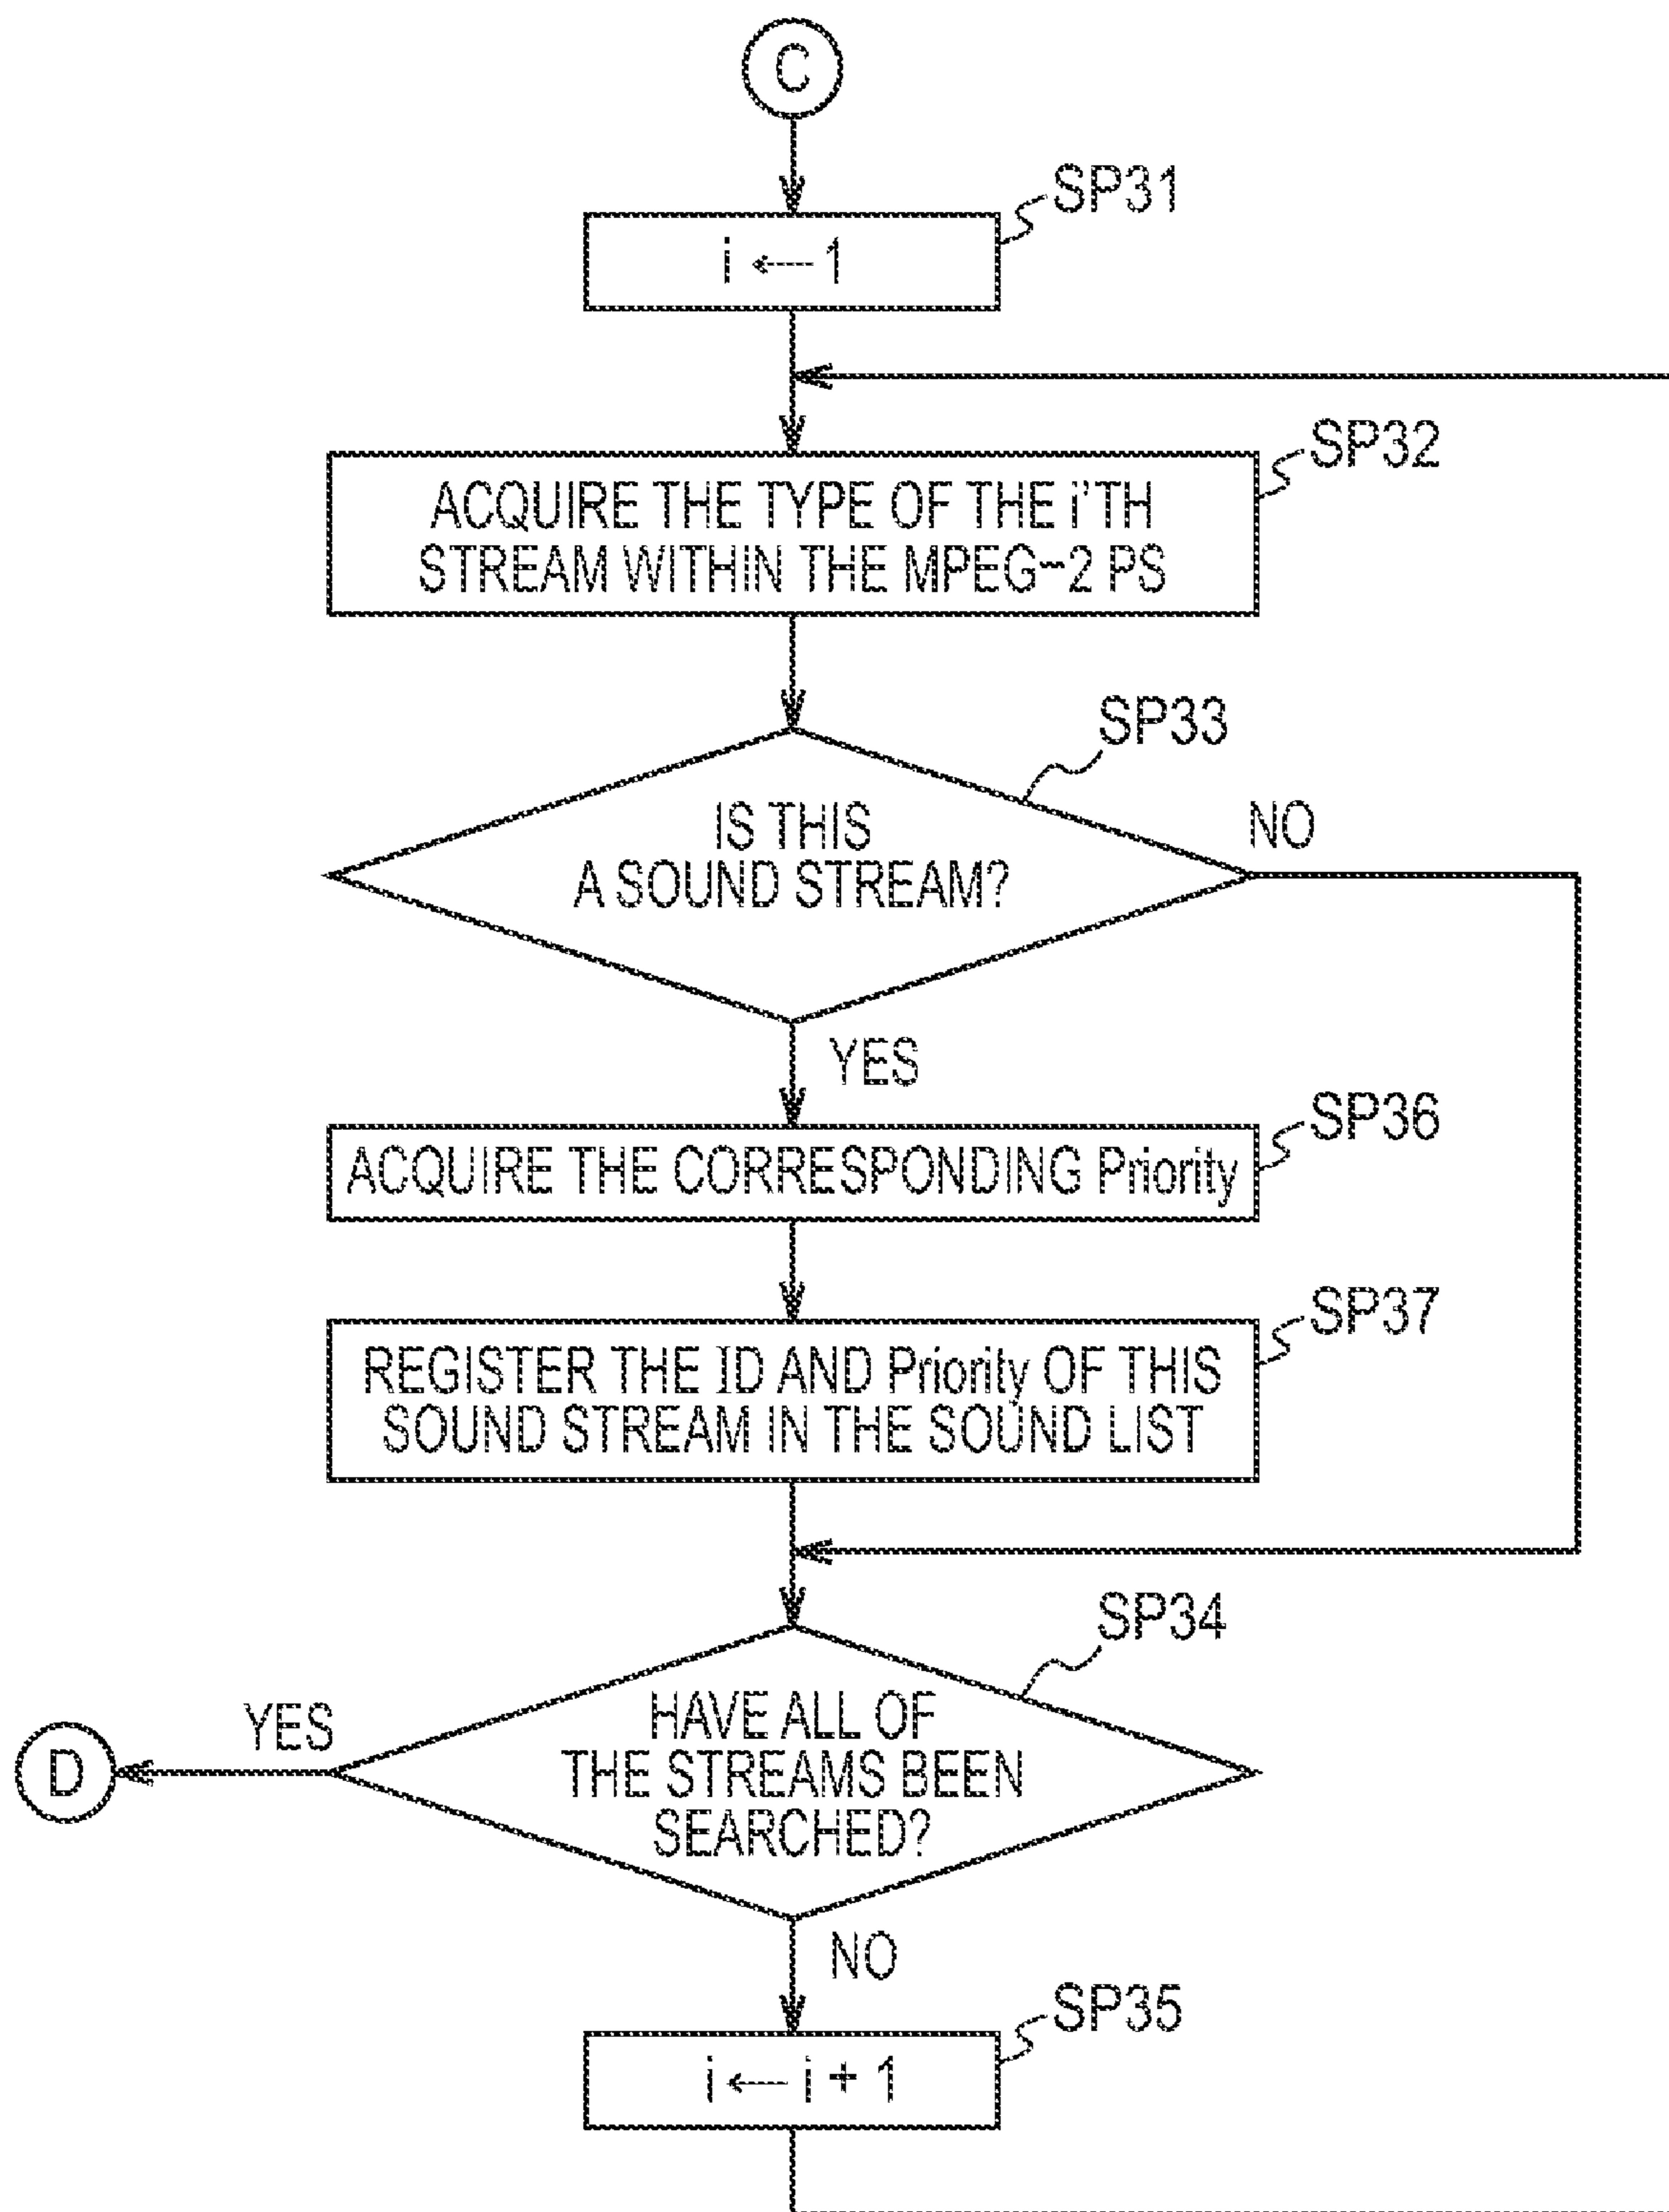 C
SP31
i ← 1
SP32
ACQUIRE THE TYPE OF THE i'TH
STREAM WITHIN THE MPEG-2 PS
SP33
IS THIS
A SOUND STREAM?
NO
YES
SP36
ACQUIRE THE CORRESPONDING Priority
SP37
REGISTER THE ID AND Priority OF THIS
SOUND STREAM IN THE SOUND LIST
SP34
HAVE ALL OF
THE STREAMS BEEN
SEARCHED?
YES
D
NO
SP35
i ← i + 1